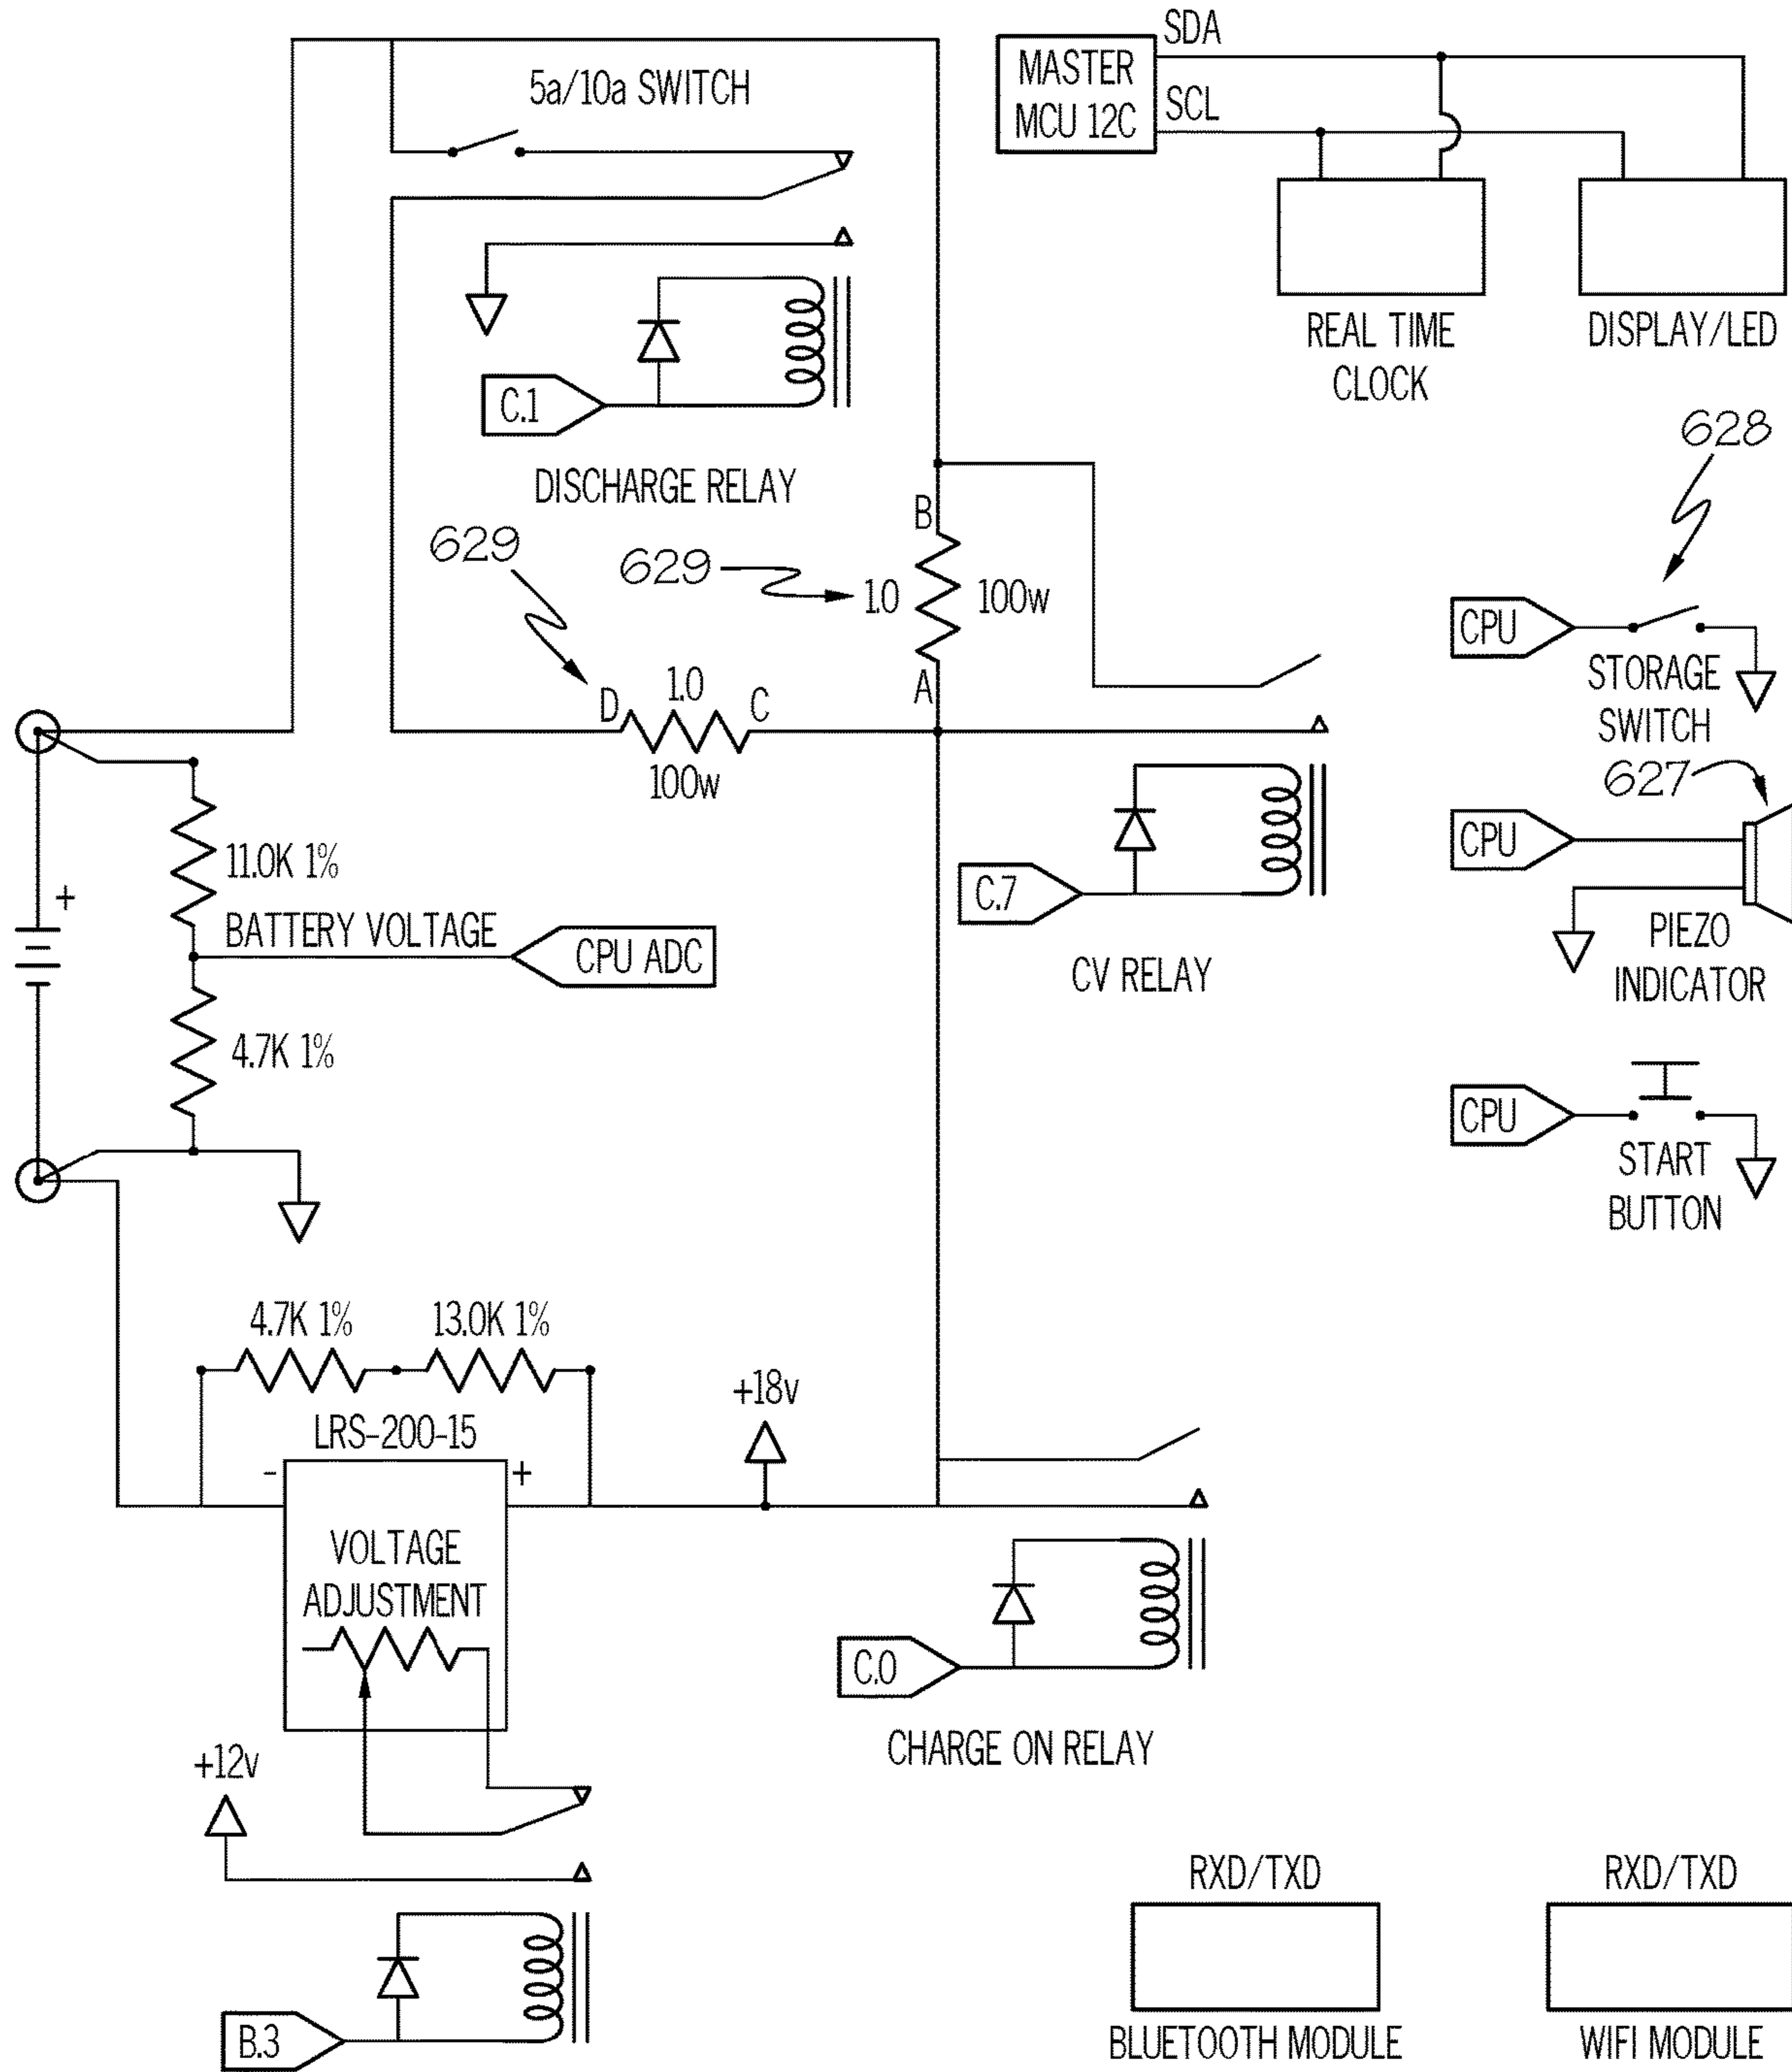 5a/10a SWITCH
MASTER
MCU 12C
SDA
SCL
REAL TIME
CLOCK
DISPLAY/LED
C.1
DISCHARGE RELAY
628
629
629
B
1.0
100w
A
D
1.0
C
100w
CPU
STORAGE
SWITCH
627
CPU
PIEZO
INDICATOR
CPU
START
BUTTON
C.7
CV RELAY
+
11.0K 1%
BATTERY VOLTAGE
CPU ADC
4.7K 1%
4.7K 1%
13.0K 1%
LRS-200-15
-
+
VOLTAGE
ADJUSTMENT
+18v
C.0
CHARGE ON RELAY
+12v
B.3
RXD/TXD
BLUETOOTH MODULE
RXD/TXD
WIFI MODULE